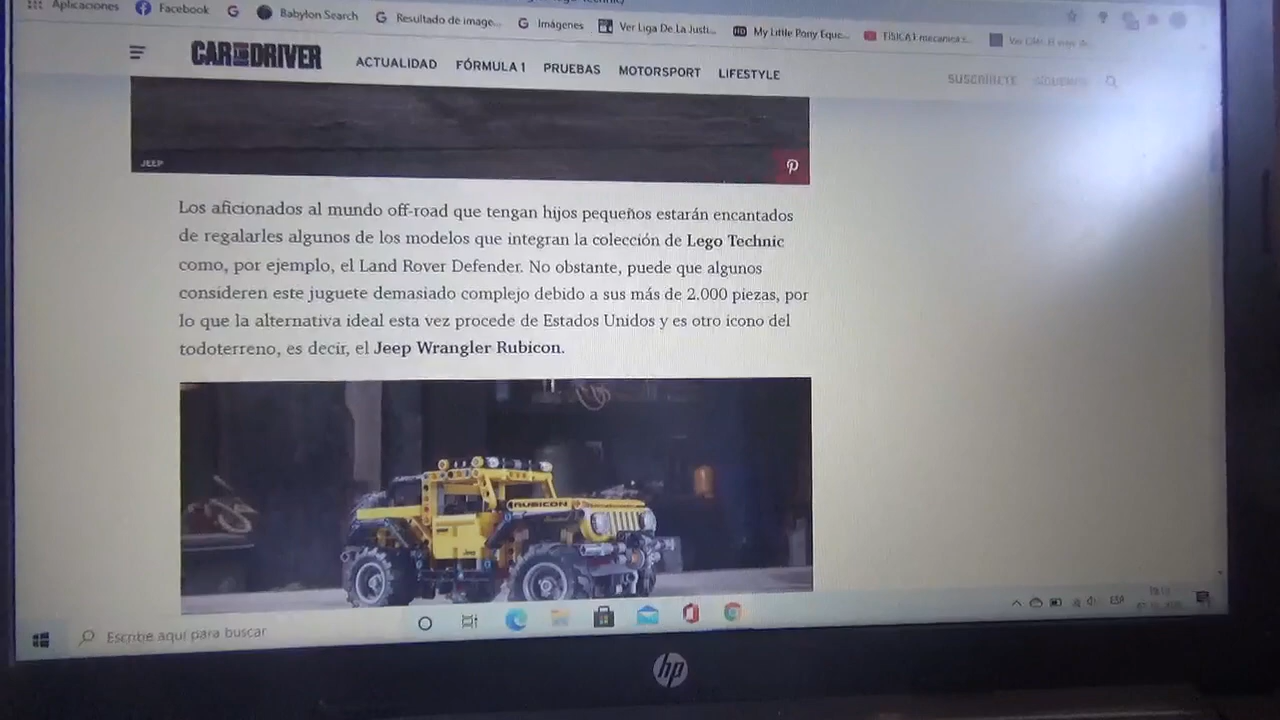 Aplicaciones Facebook Babylon Search Resultado de image... Imágenes Ver Liga De La Justi... My Little Pony Eque... FÍSICA I mecanica s...
CAR AND DRIVER ACTUALIDAD FÓRMULA 1 PRUEBAS MOTORSPORT LIFESTYLE SUSCRÍBETE SÍGUENOS
JEEP
Los aficionados al mundo off-road que tengan hijos pequeños estarán encantados
de regalarles algunos de los modelos que integran la colección de Lego Technic
como, por ejemplo, el Land Rover Defender. No obstante, puede que algunos
consideren este juguete demasiado complejo debido a sus más de 2.000 piezas, por
lo que la alternativa ideal esta vez procede de Estados Unidos y es otro icono del
todoterreno, es decir, el Jeep Wrangler Rubicon.
RUBICON
Jeep
Escribe aquí para buscar
ESP
hp